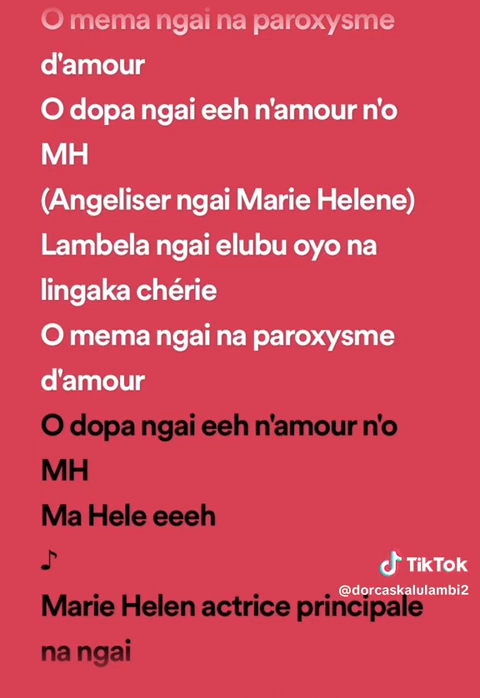 O mema ngai na paroxysme
d'amour
O dopa ngai eeh n'amour n'o
MH
(Angeliser ngai Marie Helene)
Lambela ngai elubu oyo na
lingaka chérie
O mema ngai na paroxysme
d'amour
O dopa ngai eeh n'amour n'o
MH
Ma Hele eeeh
♪
TikTok
@dorcaskalulambi2
Marie Helen actrice principale
na ngai